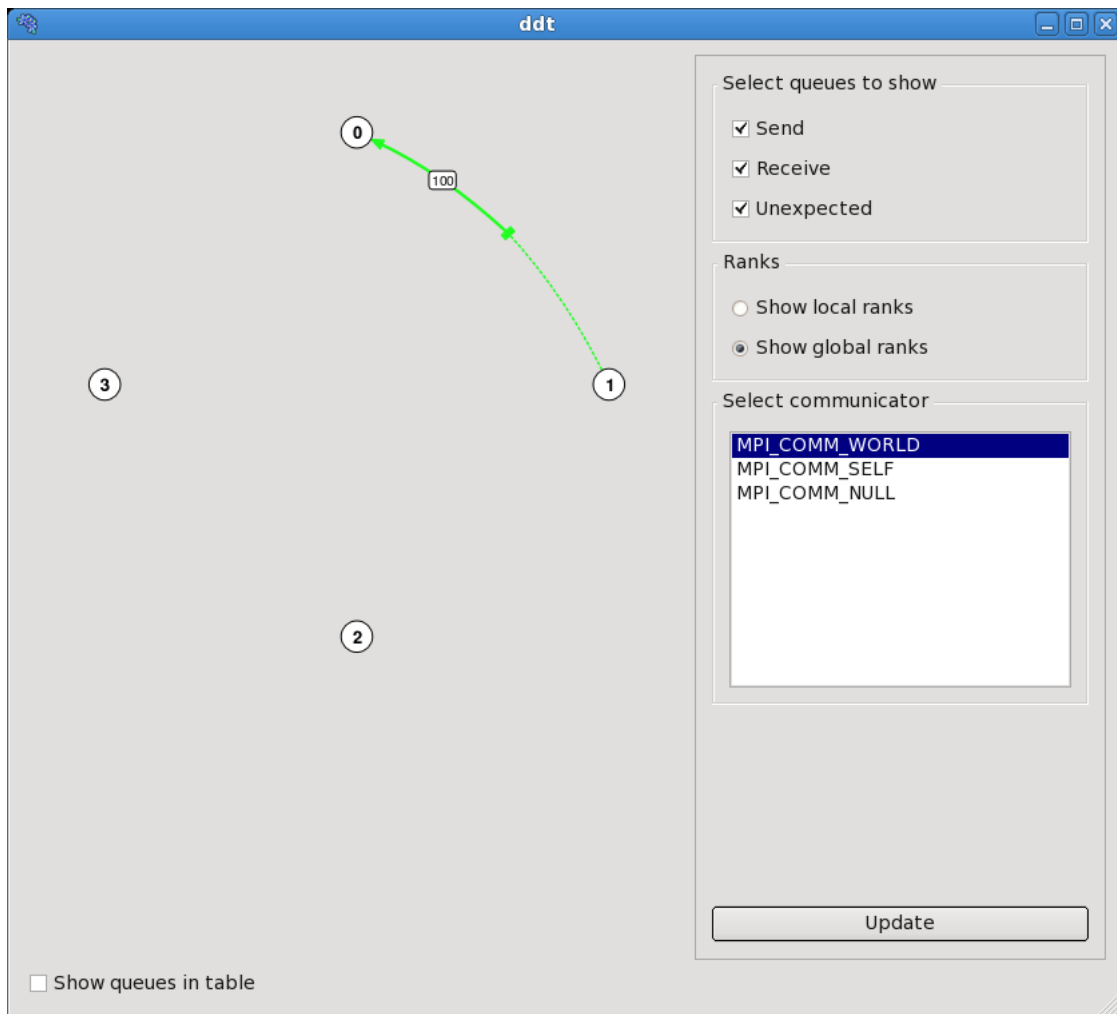 ddt
0
100
3
1
2
Select queues to show
Send
Receive
Unexpected
Ranks
Show local ranks
Show global ranks
Select communicator
MPI_COMM_WORLD
MPI_COMM_SELF
MPI_COMM_NULL
Update
Show queues in table